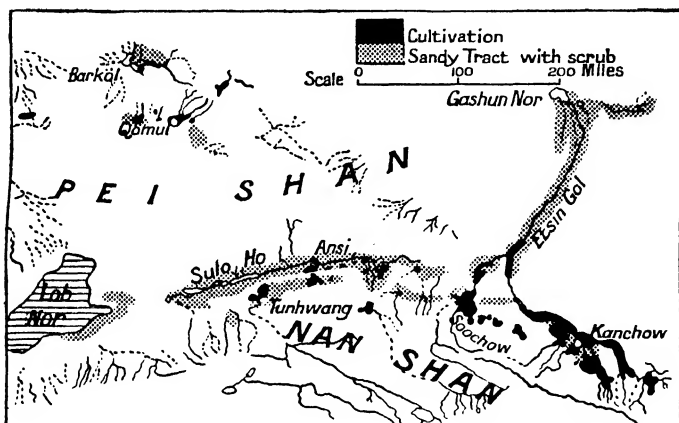 Cultivation
Sandy Tract with scrub
Scale 0 100 200 Miles
Barkol
Gashun Nor
Qomul
PEI SHAN
Etsin Gol
Sulo Ho
Ansi
Lob
Nor
Tunhwang
Soochow
Kanchow
NAN
SHAN